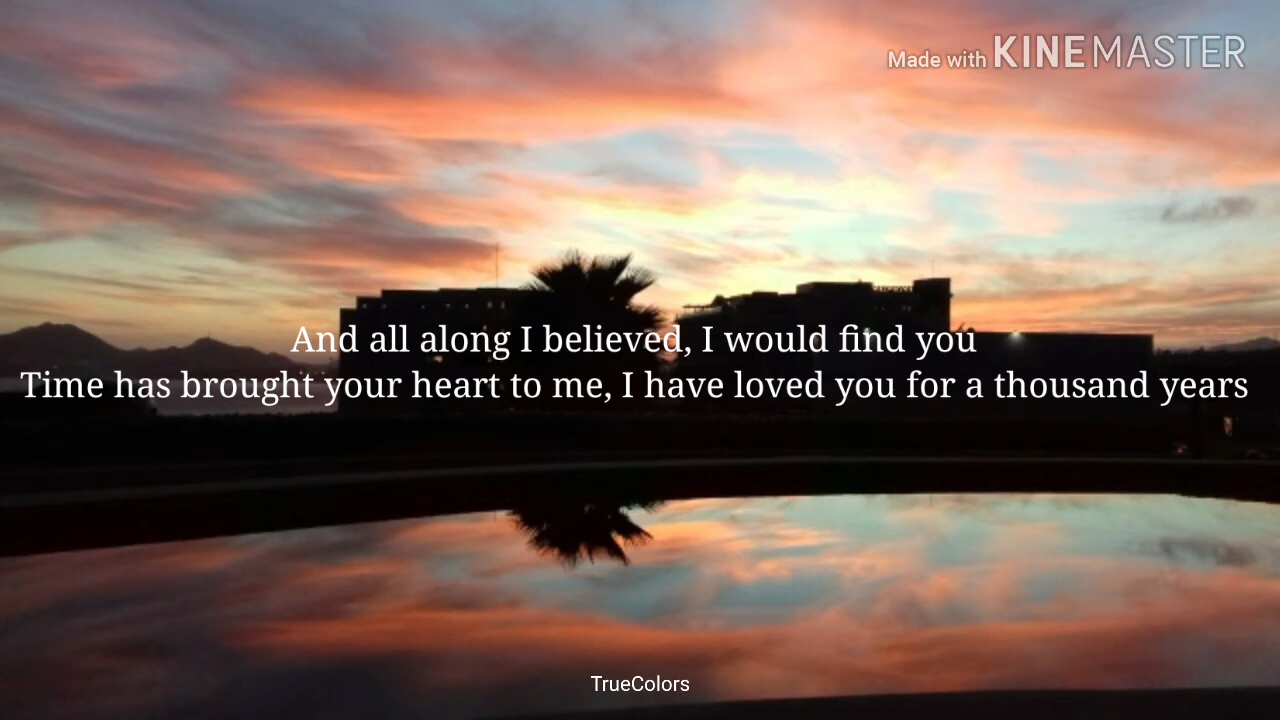 Made with KINEMASTER
And all along I believed, I would find you
Time has brought your heart to me, I have loved you for a thousand years
TrueColors